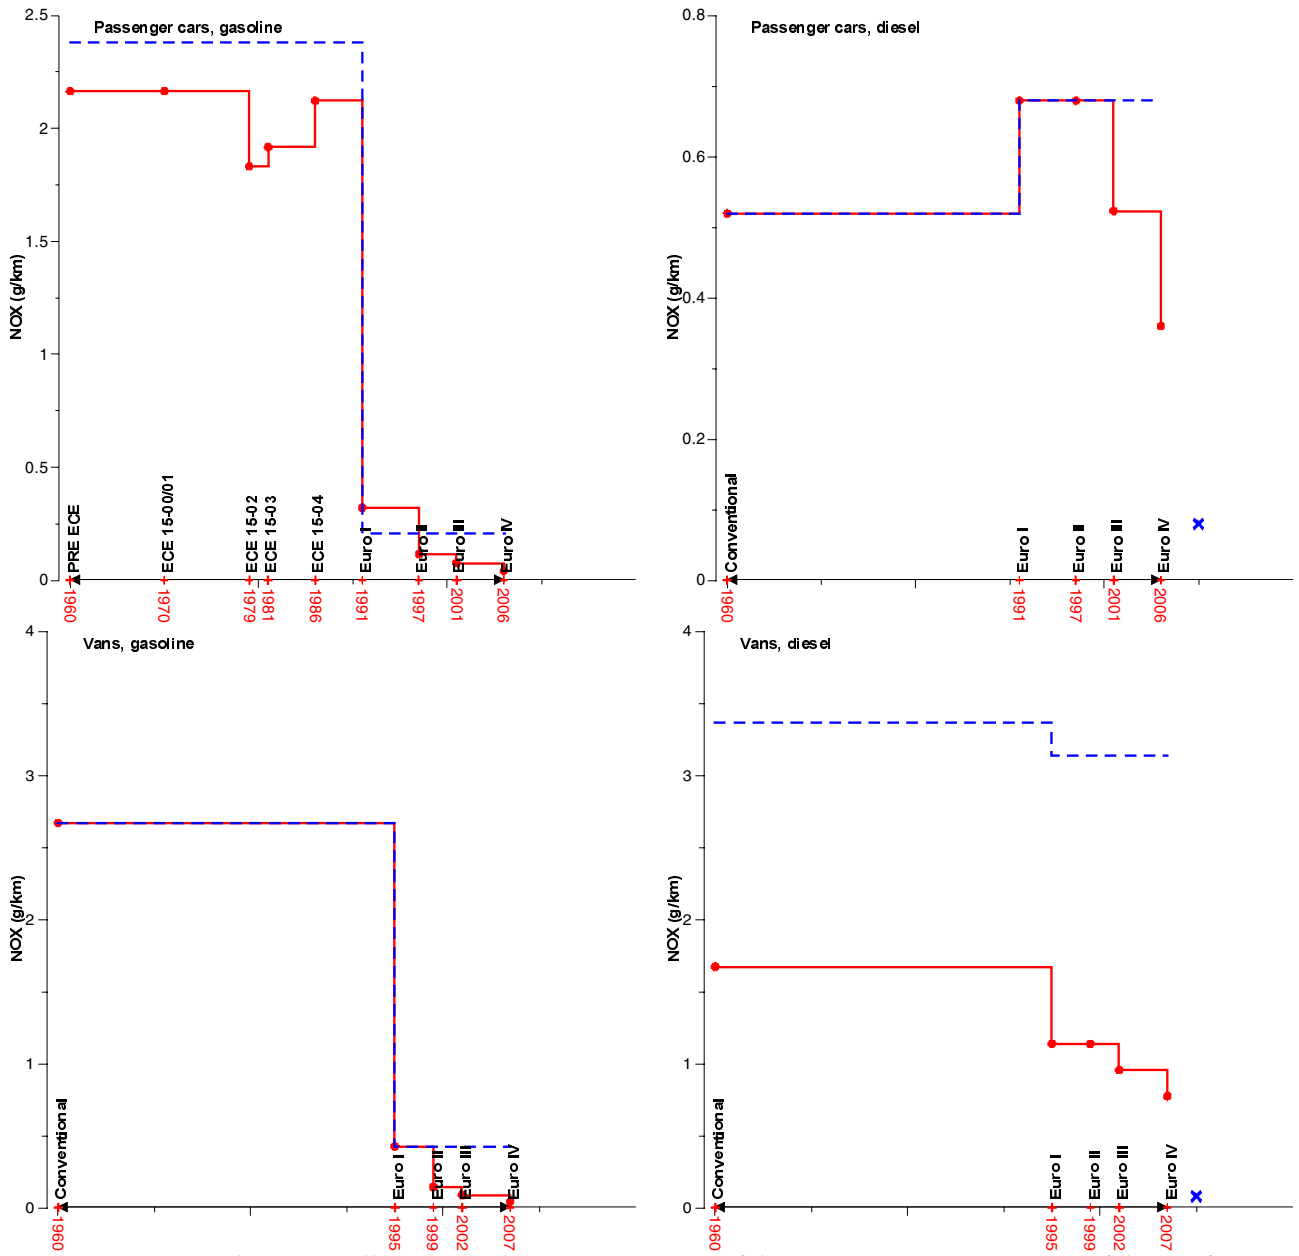 Passenger cars, gasoline
NOX (g/km)
2.5
2
1.5
1
0.5
0
PRE ECE
ECE 15-00/01
ECE 15-02
ECE 15-03
ECE 15-04
Euro I
Euro II
Euro III
Euro IV
1960
1970
1979
1981
1986
1991
1997
2001
2006
Passenger cars, diesel
NOX (g/km)
0.8
0.6
0.4
0.2
0
Conventional
Euro I
Euro II
Euro III
Euro IV
1960
1991
1997
2001
2006
Vans, gasoline
NOX (g/km)
4
3
2
1
0
Conventional
Euro I
Euro II
Euro III
Euro IV
1960
1995
1999
2002
2007
Vans, diesel
NOX (g/km)
4
3
2
1
0
Conventional
Euro I
Euro II
Euro III
Euro IV
1960
1995
1999
2002
2007